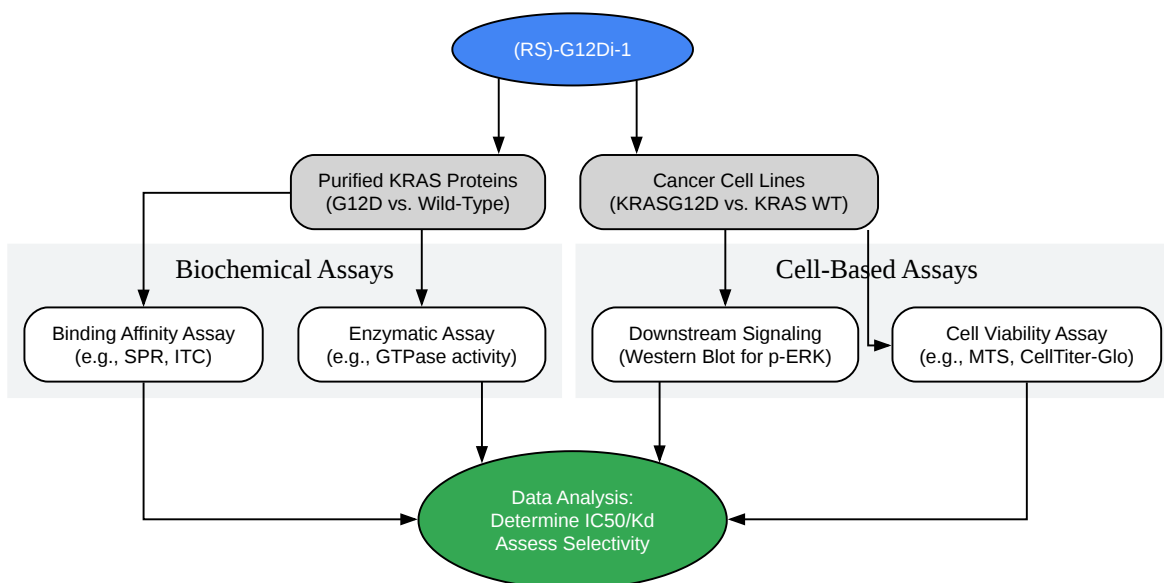 (RS)-G12Di-1
Purified KRAS Proteins
(G12D vs. Wild-Type)
Cancer Cell Lines
(KRASG12D vs. KRAS WT)
Biochemical Assays
Cell-Based Assays
Binding Affinity Assay
(e.g., SPR, ITC)
Enzymatic Assay
(e.g., GTPase activity)
Downstream Signaling
(Western Blot for p-ERK)
Cell Viability Assay
(e.g., MTS, CellTiter-Glo)
Data Analysis:
Determine IC50/Kd
Assess Selectivity